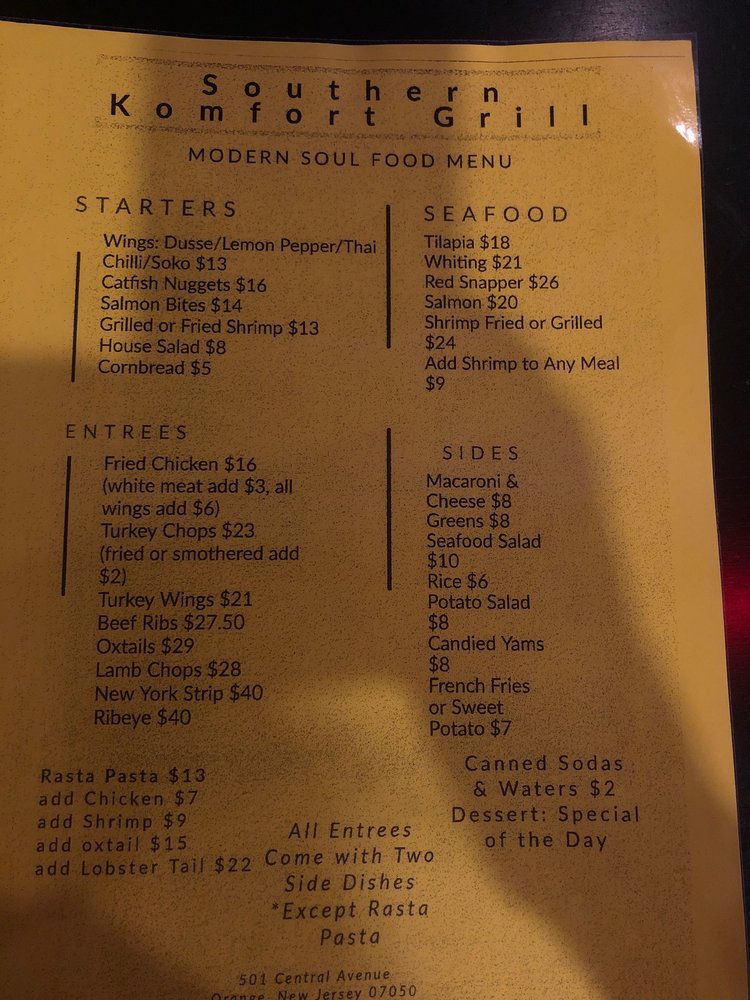 Southern
Komfort Grill
MODERN SOUL FOOD MENU
STARTERS
Wings: Dusse/Lemon Pepper/Thai
Chilli/Soko $13
Catfish Nuggets $16
Salmon Bites $14
Grilled or Fried Shrimp $13
House Salad $8
Cornbread $5
SEAFOOD
Tilapia $18
Whiting $21
Red Snapper $26
Salmon $20
Shrimp Fried or Grilled
$24
Add Shrimp to Any Meal
$9
ENTREES
Fried Chicken $16
(white meat add $3, all
wings add $6)
Turkey Chops $23
(fried or smothered add
$2)
Turkey Wings $21
Beef Ribs $27.50
Oxtails $29
Lamb Chops $28
New York Strip $40
Ribeye $40
SIDES
Macaroni &
Cheese $8
Greens $8
Seafood Salad
$10
Rice $6
Potato Salad
$8
Candied Yams
$8
French Fries
or Sweet
Potato $7
Rasta Pasta $13
add Chicken $7
add Shrimp $9
add oxtail $15
add Lobster Tail $22
Canned Sodas
& Waters $2
Dessert: Special
of the Day
All Entrees
Come with Two
Side Dishes
*Except Rasta
Pasta
501 Central Avenue
Orange, New Jersey 07050